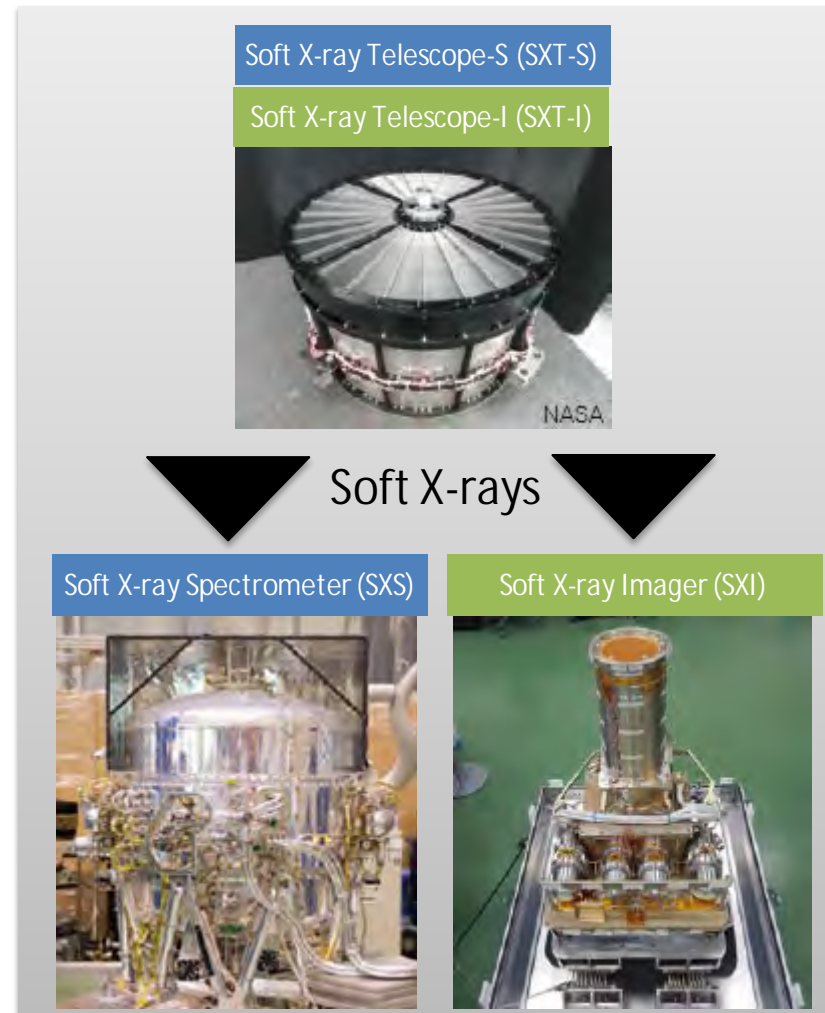 Soft X-ray Telescope-S (SXT-S)
Soft X-ray Telescope-I (SXT-I)
NASA
Soft X-rays
Soft X-ray Spectrometer (SXS)
Soft X-ray Imager (SXI)